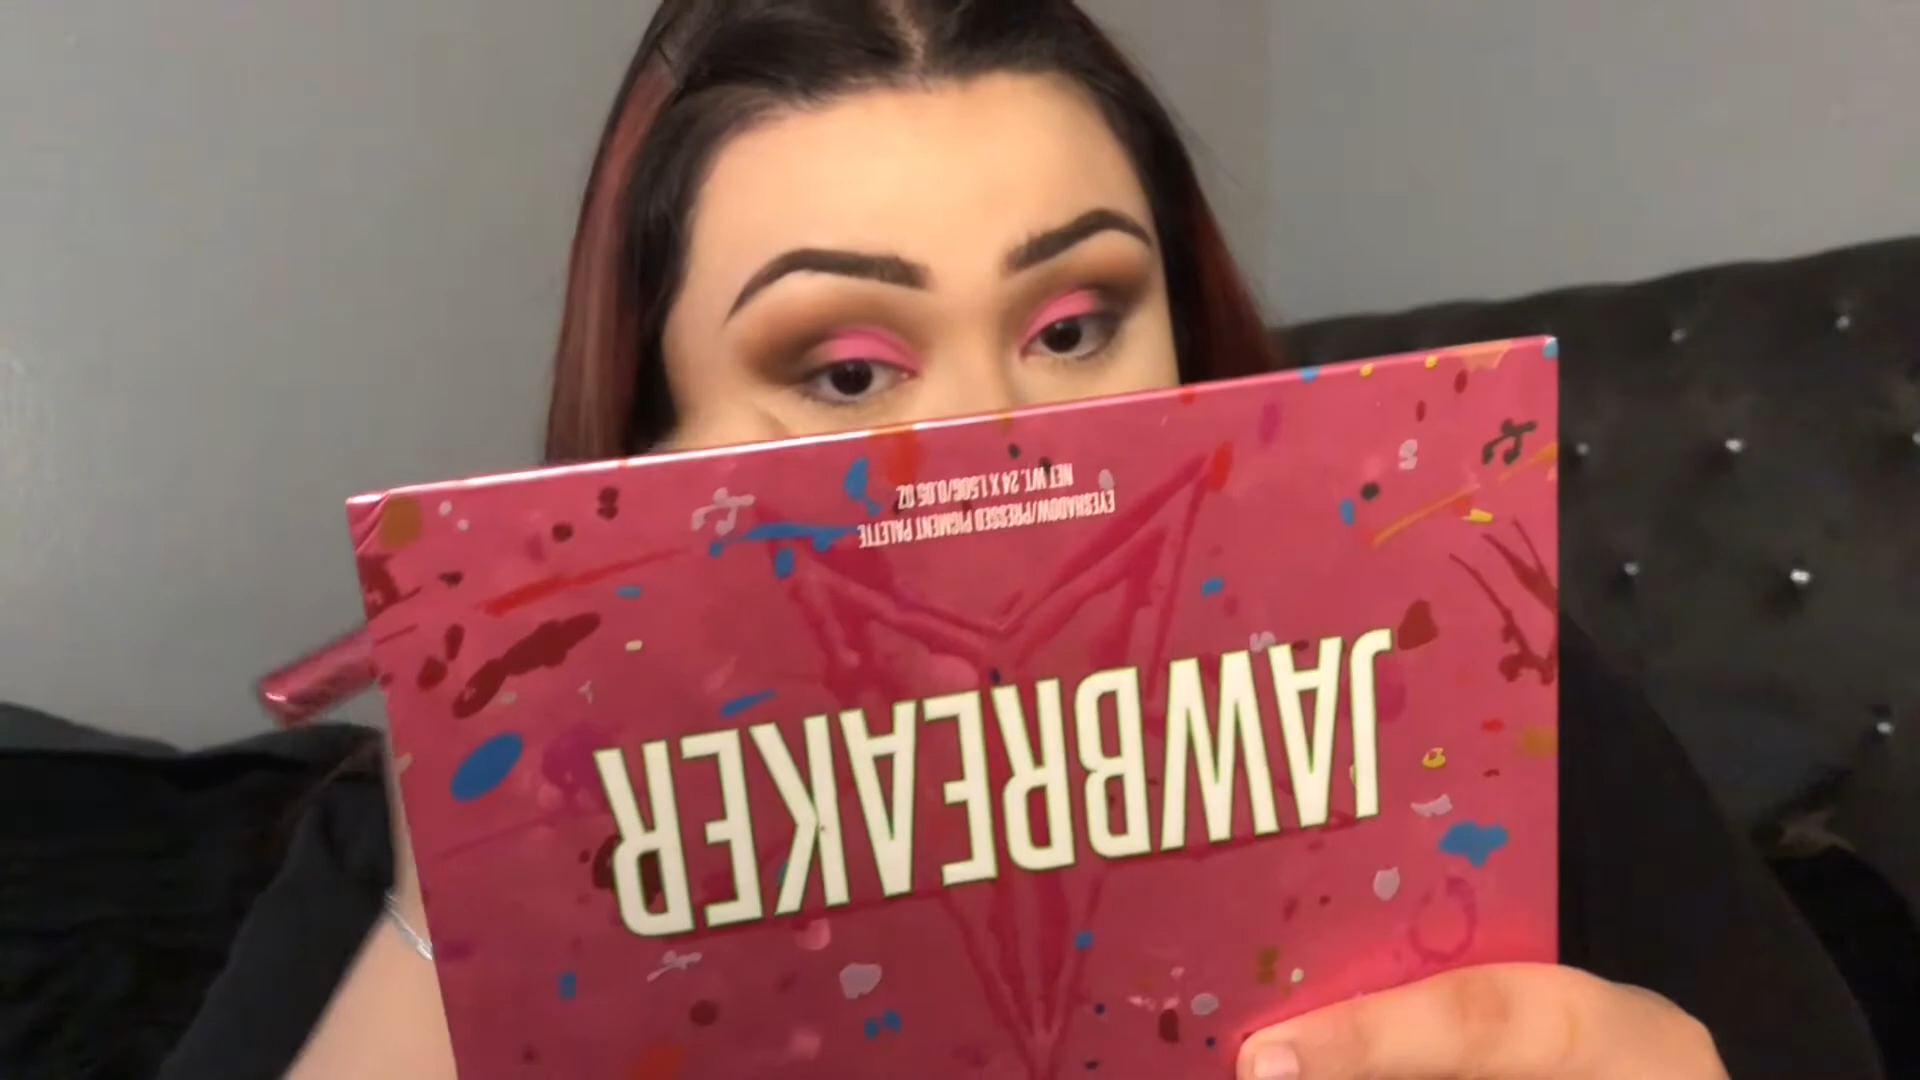 JAWBREAKER
EYESHADOW/PRESSED PIGMENT PALETTE
NET WT. 24 X 1.50G/0.05 OZ